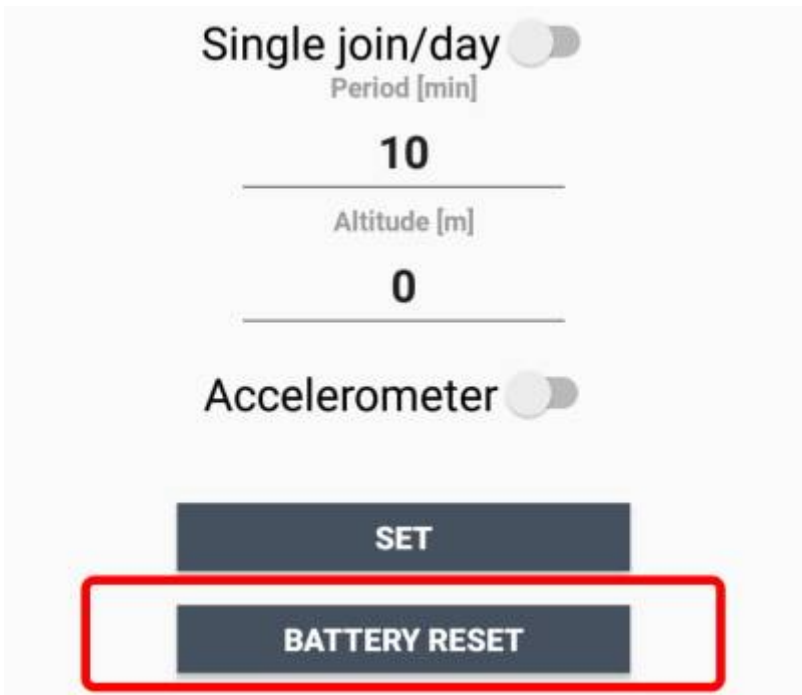 Single join/day
Period [min]
10
Altitude [m]
0
Accelerometer
SET
BATTERY RESET